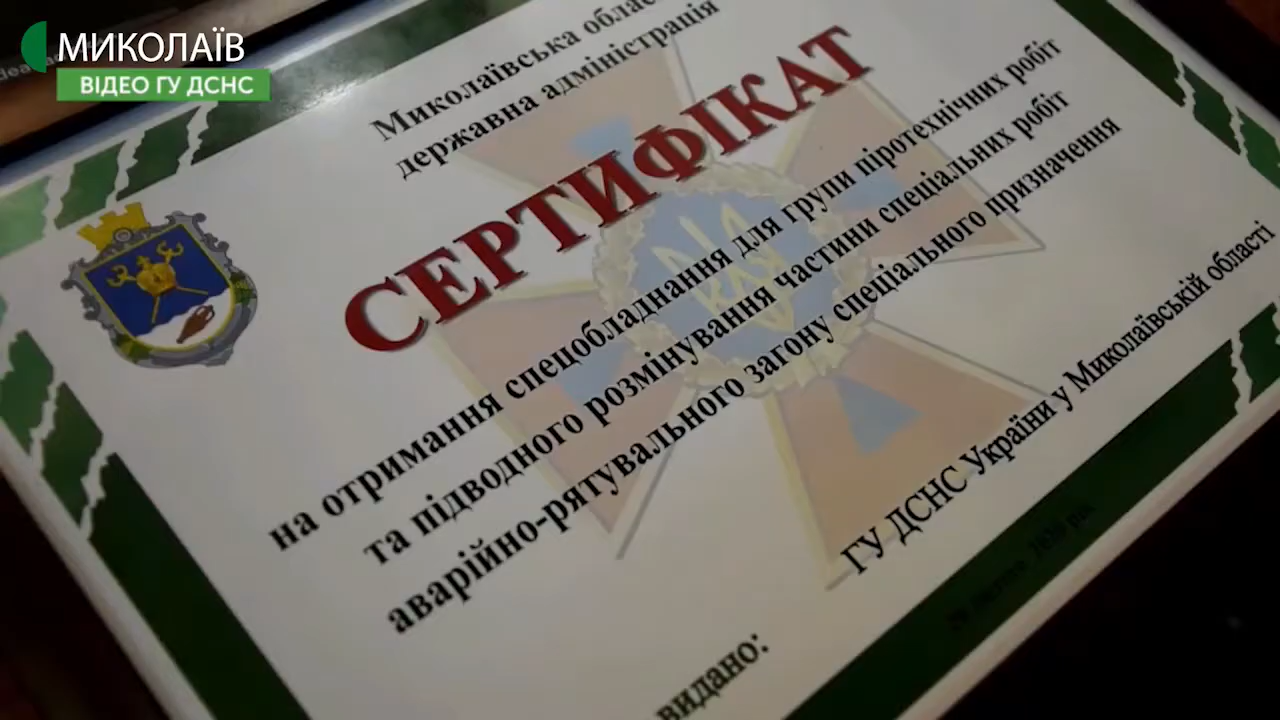 МИКОЛАЇВ
ВІДЕО ГУ ДСНС
Миколаївська облас
державна адміністрація
СЕРТИФІКАТ
на отримання спецобладнання для групи піротехнічних робіт
та підводного розмінування частини спеціальних робіт
аварійно-рятувального загону спеціального призначення
ГУ ДСНС України у Миколаївській області
видано: